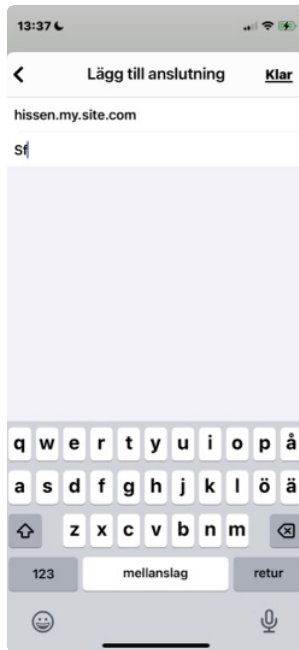 13:37
Lägg till anslutning Klar
hissen.my.site.com
Sf
q w e r t y u i o p å
a s d f g h j k l ö ä
z x c v b n m
123 mellanslag retur